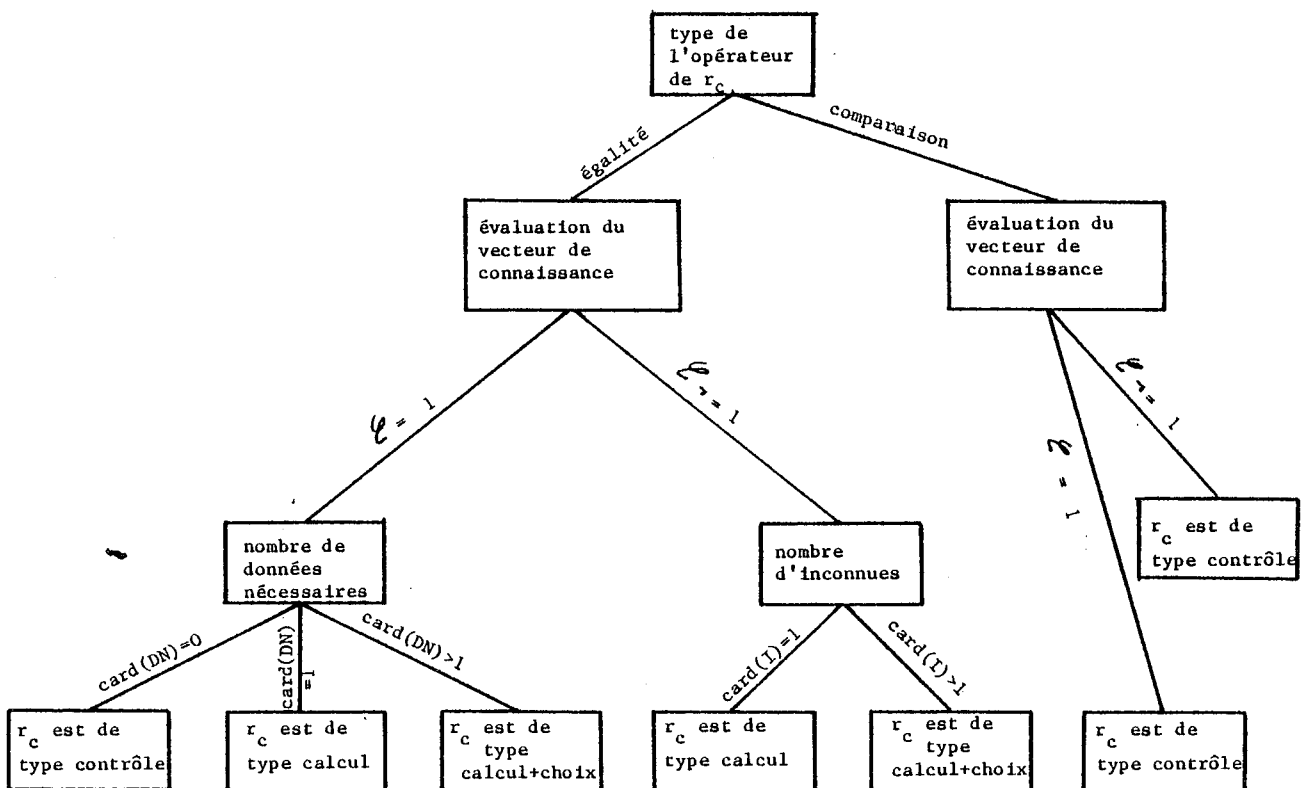 type de
l'opérateur
de r_c
égalité
comparaison
évaluation du
vecteur de
connaissance
évaluation du
vecteur de
connaissance
= 1
= 1
= 1
= 1
nombre de
données
nécessaires
nombre
d'inconnues
r_c est de
type contrôle
card(DN)=0
card(DN)
=1
card(DN)>1
card(I)=1
card(I)>1
r_c est de
type contrôle
r_c est de
type calcul
r_c est de
type
calcul+choix
r_c est de
type calcul
r_c est de
type
calcul+choix
r_c est de
type contrôle